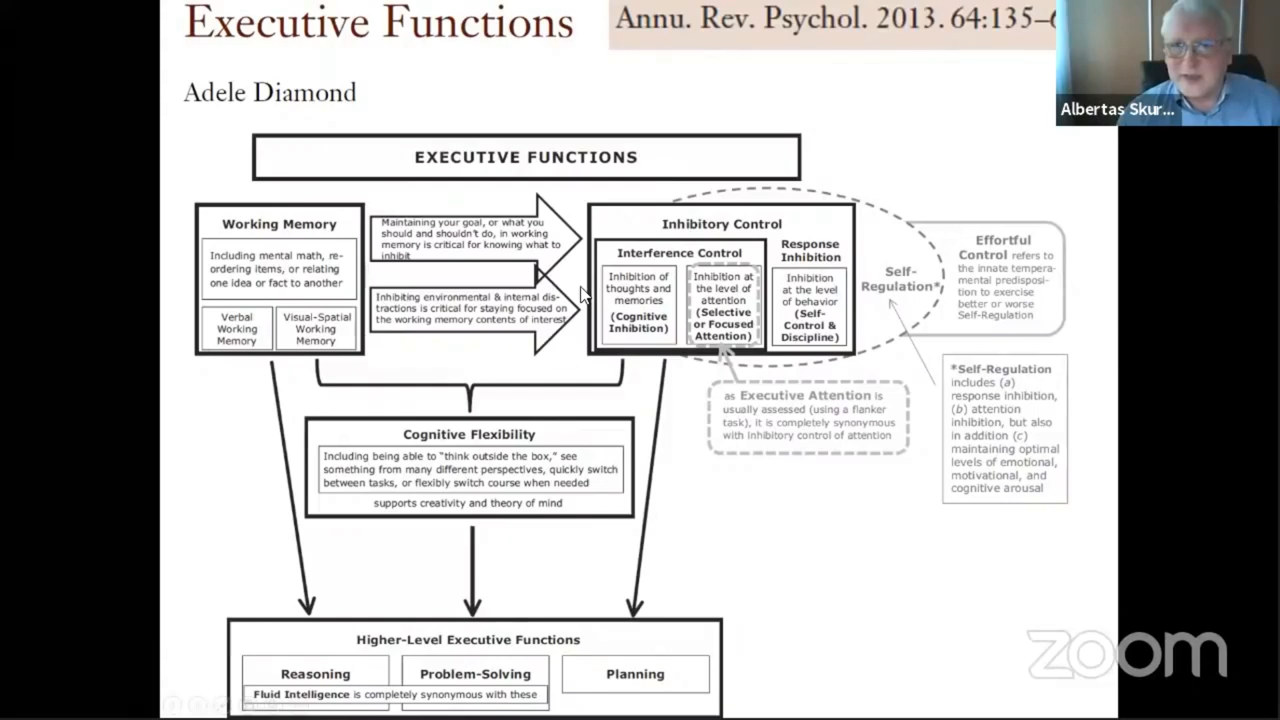 Executive Functions
Annu. Rev. Psychol. 2013. 64:135–
Adele Diamond
Albertas Skur...
EXECUTIVE FUNCTIONS
Working Memory
Including mental math, re-
ordering items, or relating
one idea or fact to another
Verbal
Working
Memory
Visual-Spatial
Working
Memory
Maintaining your goal, or what you
should and shouldn't do, in working
memory is critical for knowing what to
inhibit
Inhibiting environmental & internal dis-
tractions is critical for staying focused on
the working memory contents of interest
Inhibitory Control
Interference Control
Inhibition of
thoughts and
memories
(Cognitive
Inhibition)
Inhibition at
the level of
attention
(Selective
or Focused
Attention)
Response
Inhibition
Inhibition
at the level
of behavior
(Self-
Control &
Discipline)
Self-
Regulation*
Effortful
Control refers to
the innate tempera-
mental predisposi-
tion to exercise
better or worse
Self-Regulation
as Executive Attention is
usually assessed (using a flanker
task), it is completely synonymous
with inhibitory control of attention
*Self-Regulation
includes (a)
response inhibition,
(b) attention
inhibition, but also
in addition (c)
maintaining optimal
levels of emotional,
motivational, and
cognitive arousal
Cognitive Flexibility
Including being able to "think outside the box," see
something from many different perspectives, quickly switch
between tasks, or flexibly switch course when needed
supports creativity and theory of mind
Higher-Level Executive Functions
Reasoning
Problem-Solving
Planning
Fluid Intelligence is completely synonymous with these
zoom